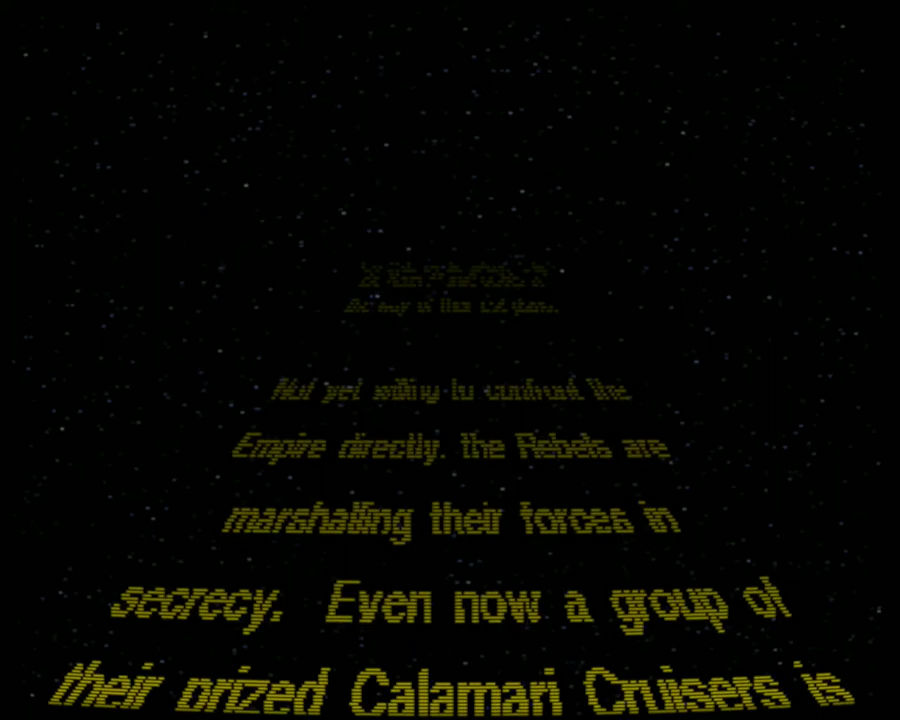 Not yet willing to confront the
Empire directly, the Rebels are
marshalling their forces in
secrecy.  Even now a group of
their prized Calamari Cruisers is